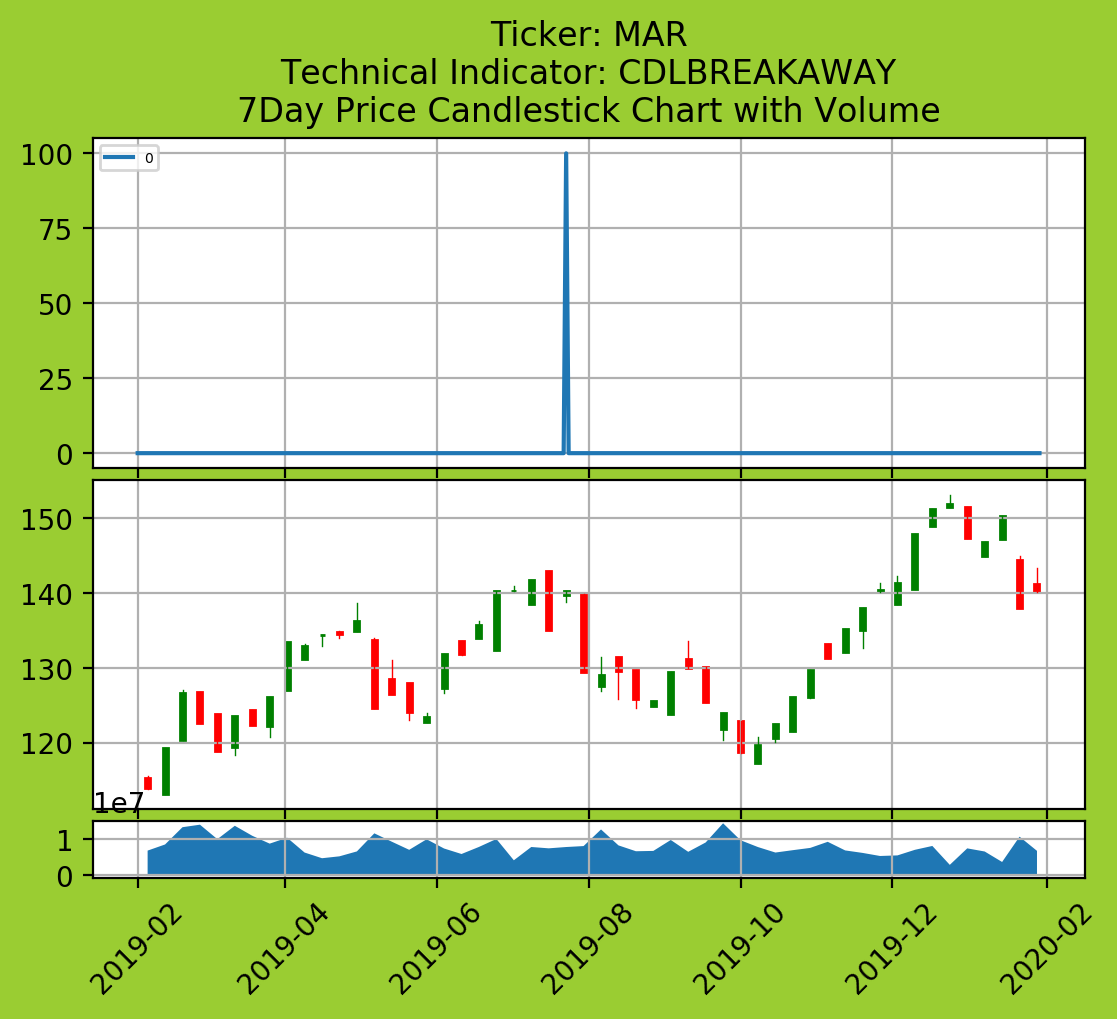 Ticker: MAR
Technical Indicator: CDLBREAKAWAY
7Day Price Candlestick Chart with Volume
0
100
75
50
25
0
150
140
130
120
1e7
1
0
2019-02 2019-04 2019-06 2019-08 2019-10 2019-12 2020-02